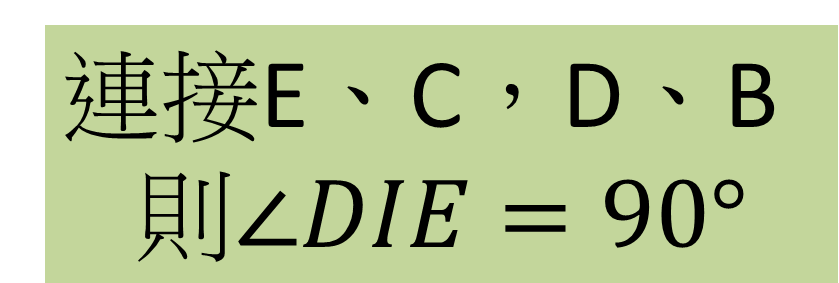 連接E、C，D、B
則∠DIE = 90°